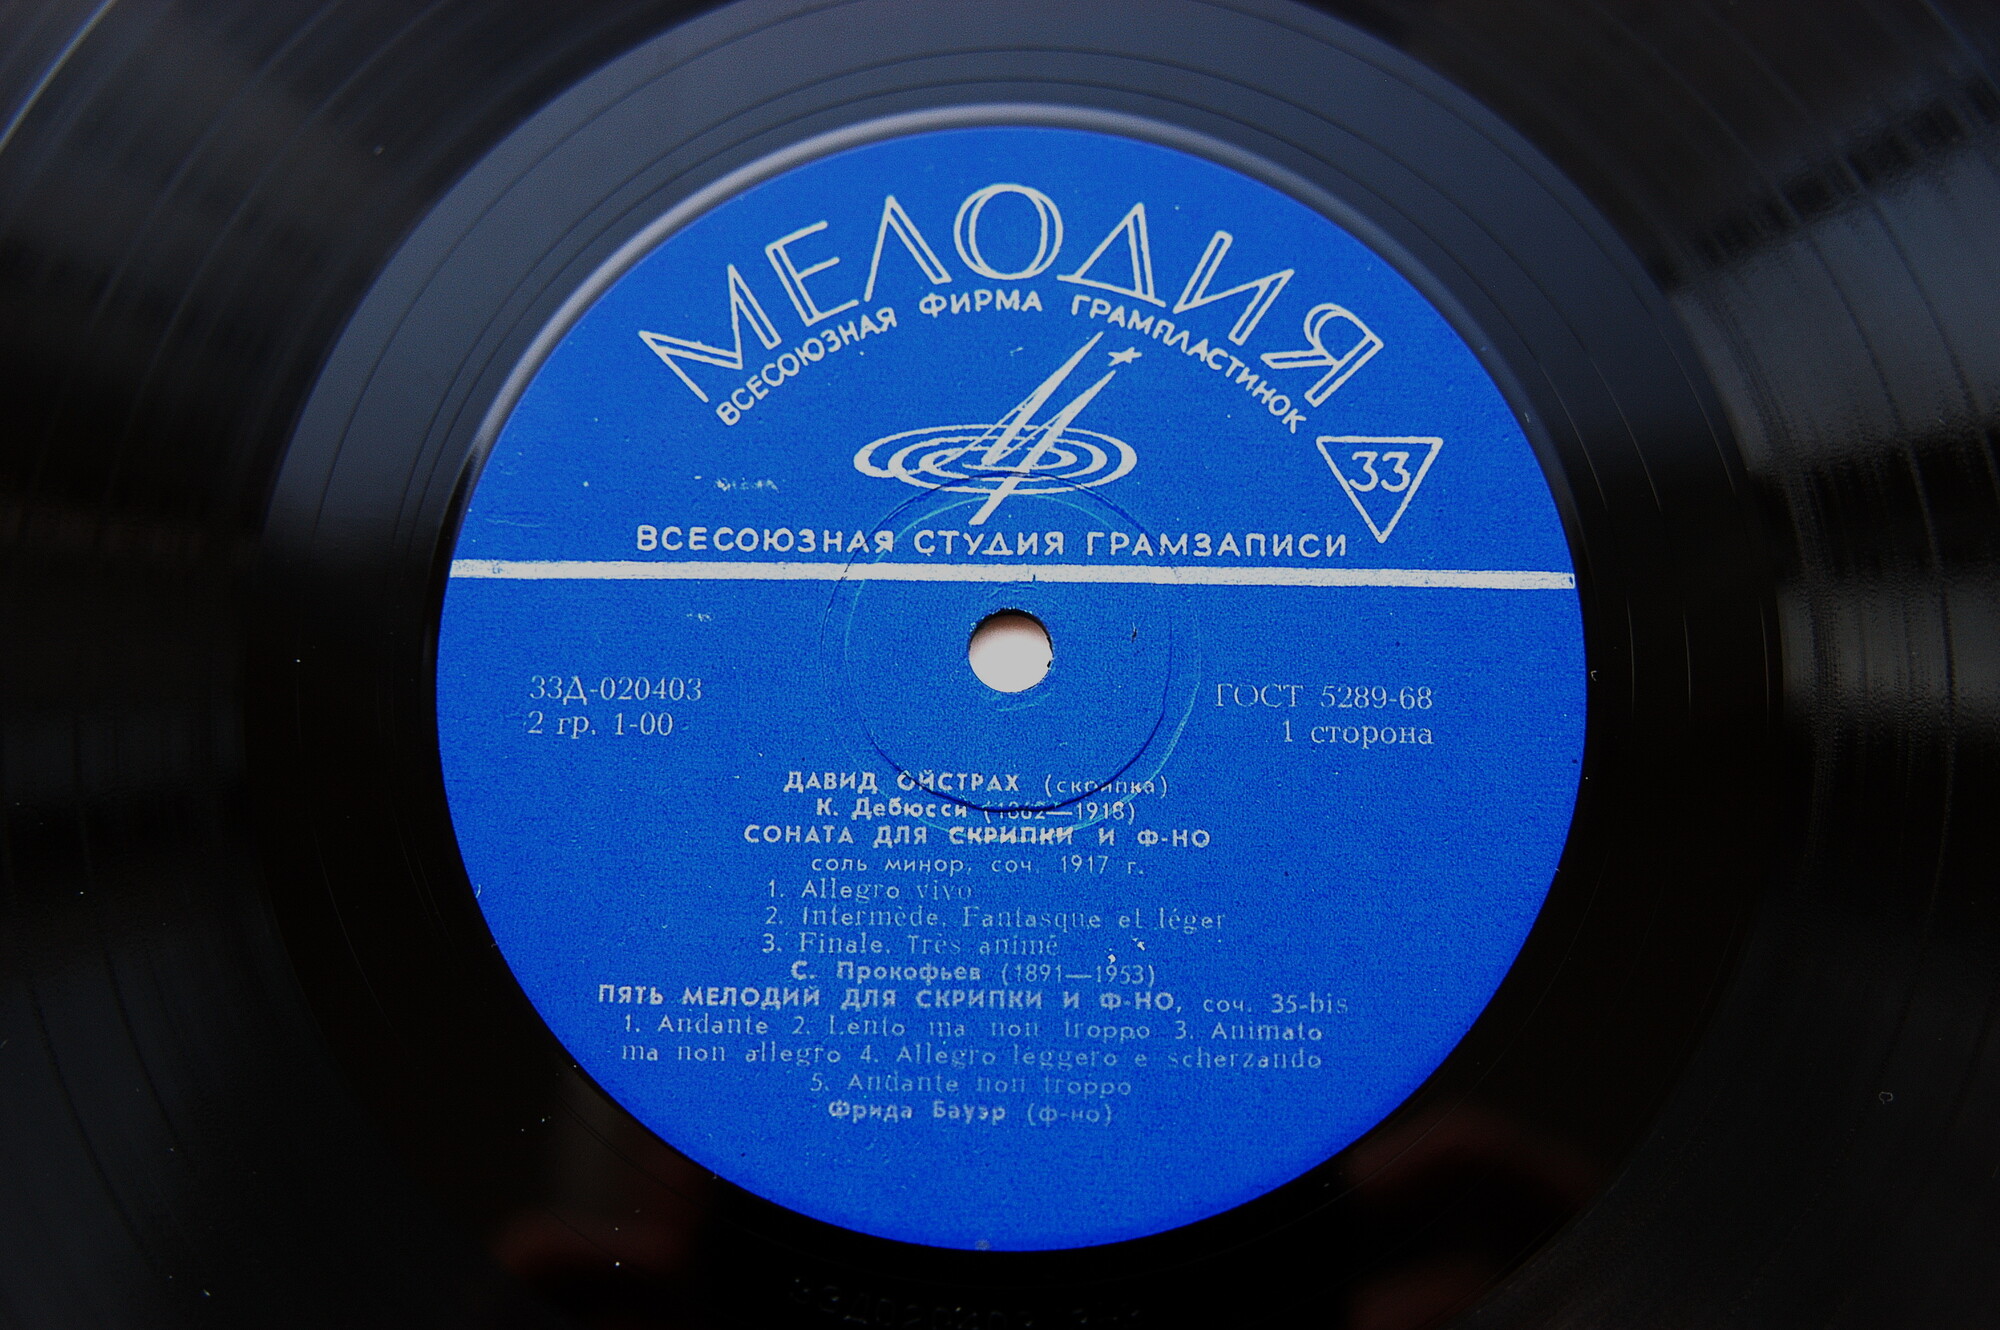 МЕЛОДИЯ
ВСЕСОЮЗНАЯ ФИРМА ГРАМПЛАСТИНОК
33
ВСЕСОЮЗНАЯ СТУДИЯ ГРАМЗАПИСИ
33Д-020403
2 гр. 1-00
ГОСТ 5289-68
1 сторона
ДАВИД ОЙСТРАХ (скрипка)
К. Дебюсси (1862—1918)
СОНАТА ДЛЯ СКРИПКИ И Ф-НО
соль минор, соч. 1917 г.
1. Allegro vivo
2. Intermède. Fantasque et léger
3. Finale. Très animé
С. Прокофьев (1891—1953)
ПЯТЬ МЕЛОДИЙ ДЛЯ СКРИПКИ И Ф-НО, соч. 35-bis
1. Andante 2. Lento ma non troppo 3. Animato
ma non allegro 4. Allegro leggero e scherzando
5. Andante non troppo
Фрида Бауэр (ф-но)